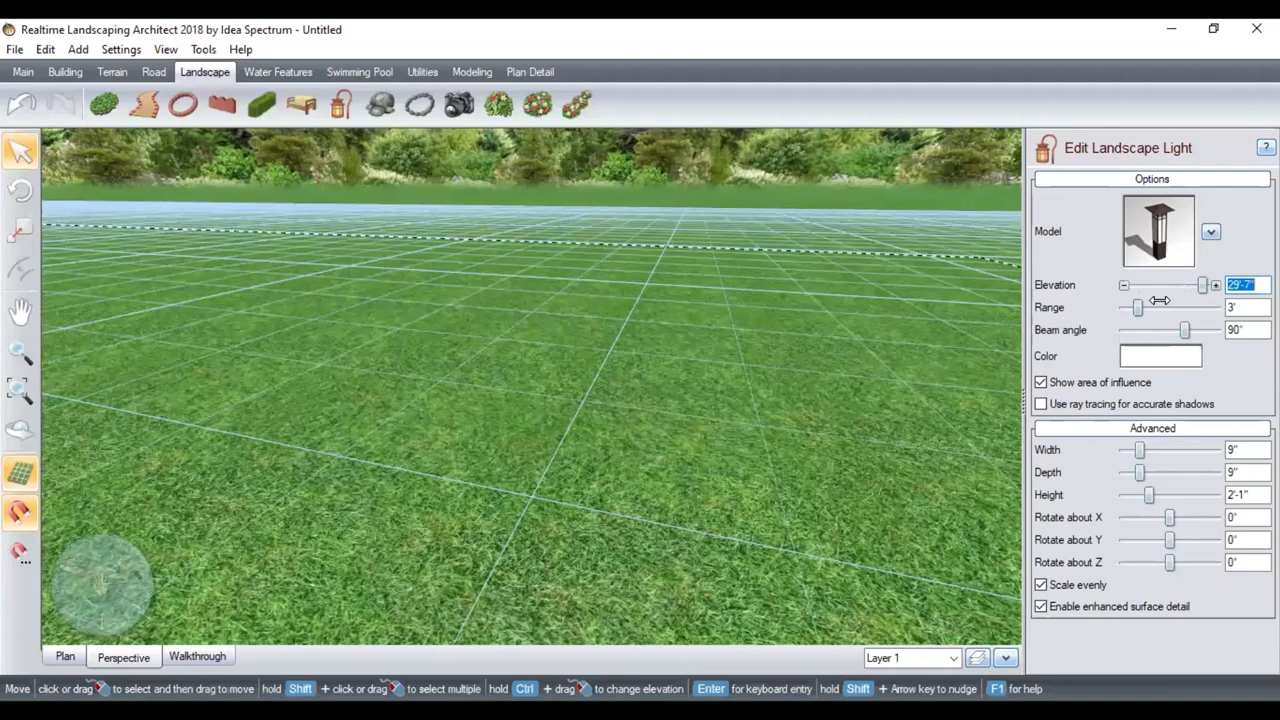 Realtime Landscaping Architect 2018 by Idea Spectrum - Untitled
File Edit Add Settings View Tools Help
Main Building Terrain Road Landscape Water Features Swimming Pool Utilities Modeling Plan Detail
Edit Landscape Light ?
Options
Model
Elevation 29'-7"
Range 3'
Beam angle 90°
Color
Show area of influence
Use ray tracing for accurate shadows
Advanced
Width 9"
Depth 9"
Height 2'-1"
Rotate about X 0°
Rotate about Y 0°
Rotate about Z 0°
Scale evenly
Enable enhanced surface detail
Plan Perspective Walkthrough Layer 1
Move click or drag to select and then drag to move hold Shift + click or drag to select multiple hold Ctrl + drag to change elevation Enter for keyboard entry hold Shift + Arrow key to nudge F1 for help